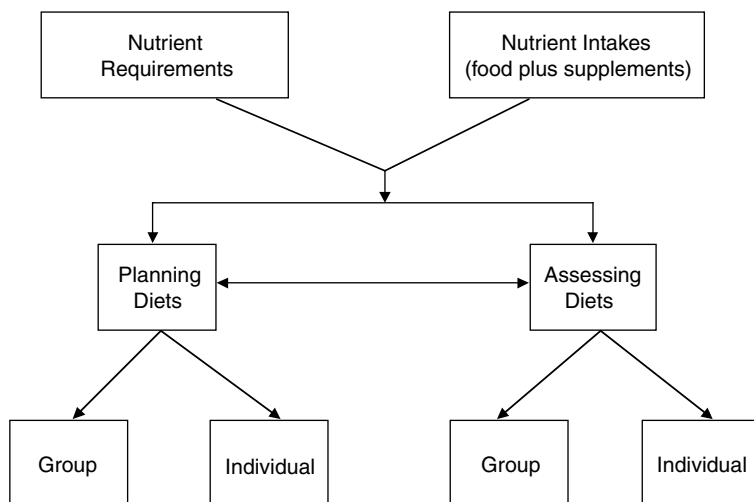 Nutrient
Requirements
Nutrient Intakes
(food plus supplements)
Planning
Diets
Assessing
Diets
Group
Individual
Group
Individual